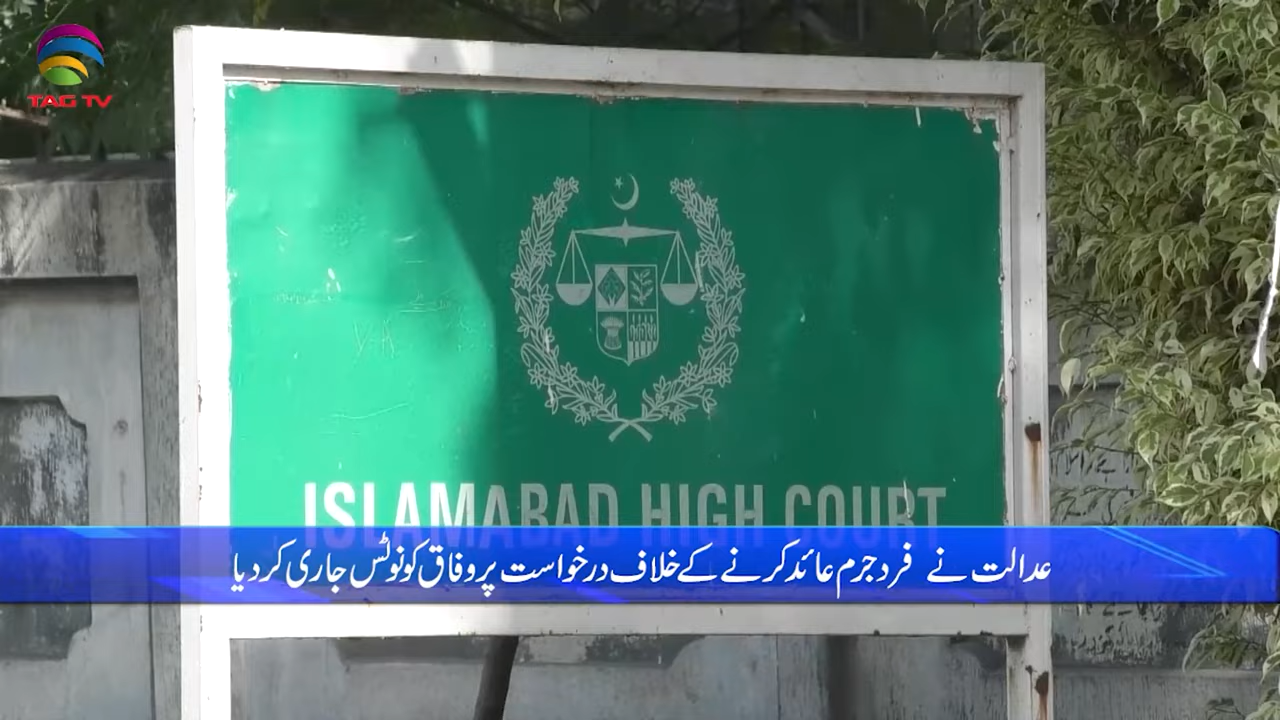 TAG TV
ISLAMABAD HIGH COURT
عدالت نے فرد جرم عائد کرنے کے خلاف درخواست پر وفاق کو نوٹس جاری کر دیا